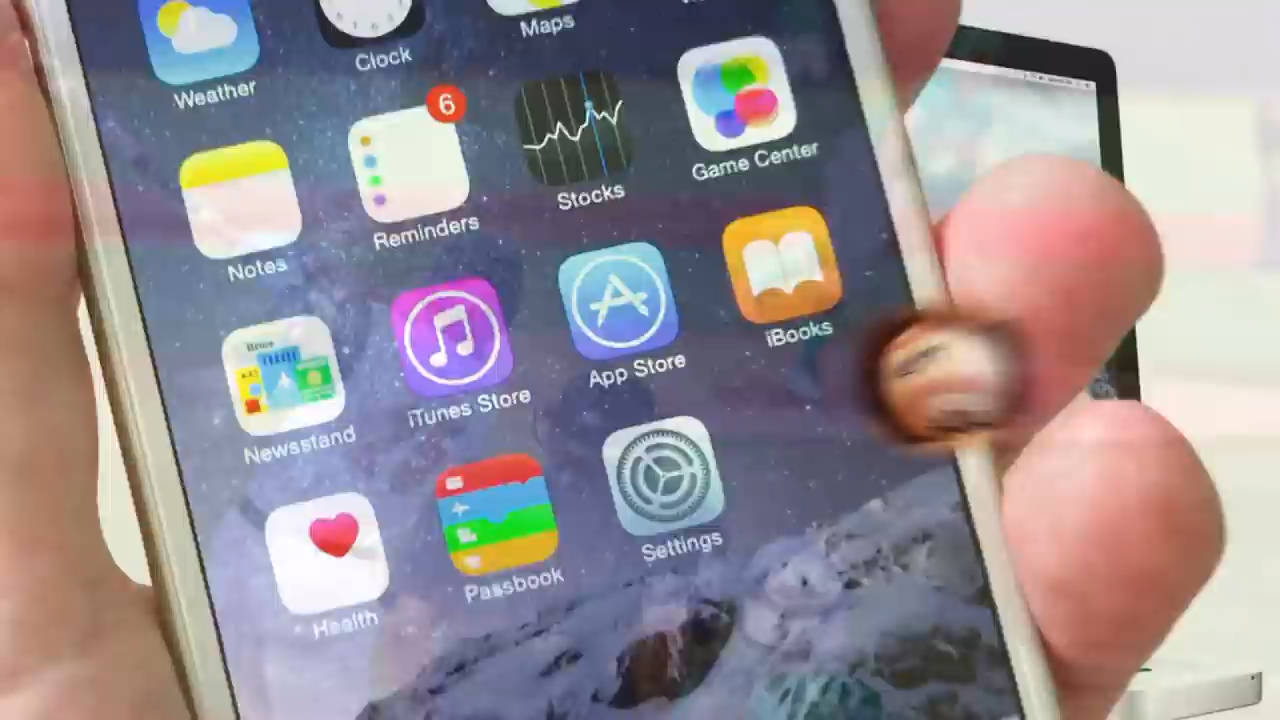 Maps
Clock
Weather
6
Game Center
Stocks
Reminders
Notes
iBooks
App Store
iTunes Store
Newsstand
Settings
Passbook
Health